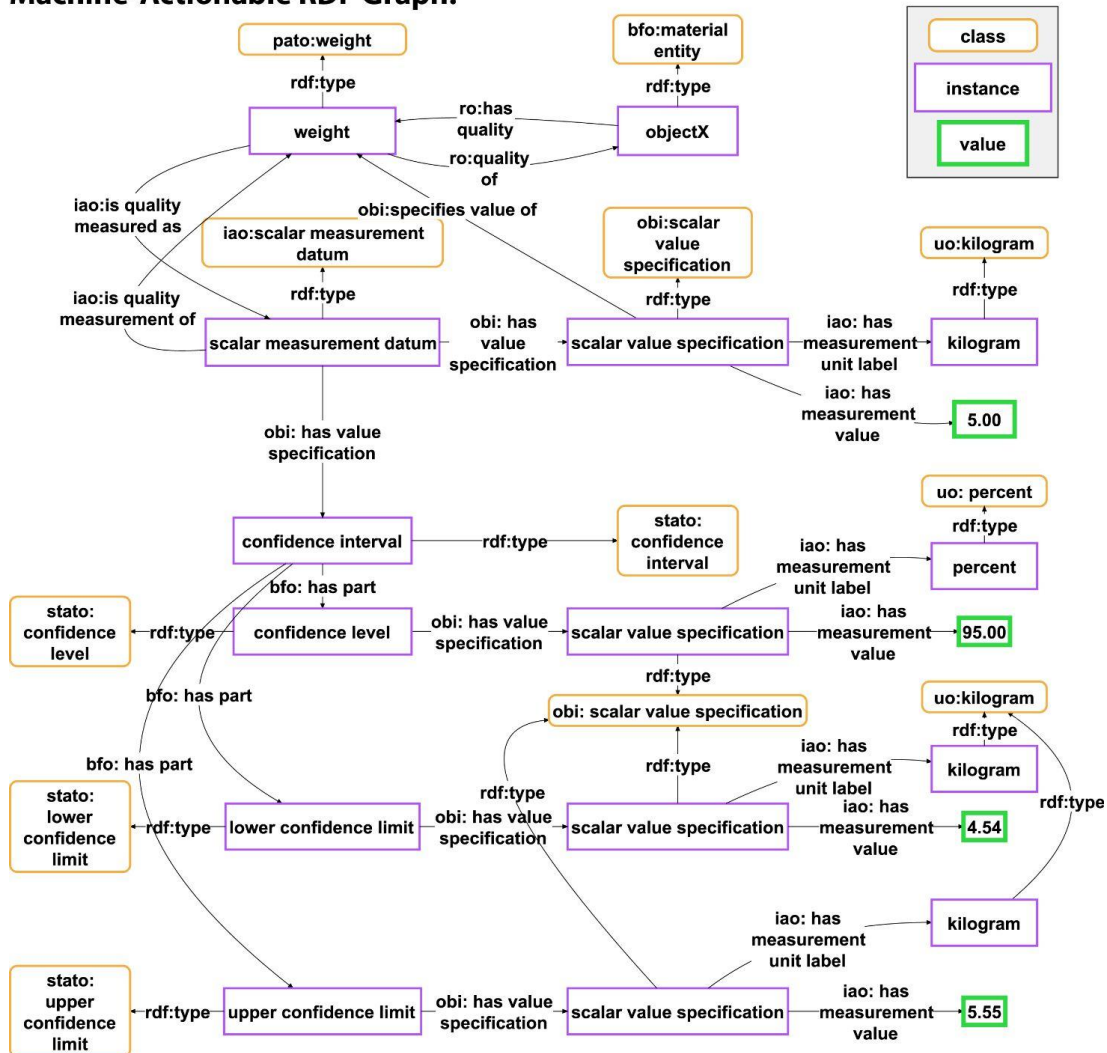 Machine-Actionable RDF Graph:
pato:weight
bfo:material
entity
class
rdf:type
rdf:type
instance
ro:has
quality
weight
objectX
value
ro:quality
of
iao:is quality
measured as
obi:specifies value of
iao:scalar measurement
datum
obi:scalar
value
specification
uo:kilogram
iao:is quality
measurement of
rdf:type
rdf:type
rdf:type
scalar measurement datum
obi: has
value
specification
scalar value specification
iao: has
measurement
unit label
kilogram
iao: has
measurement
value
5.00
obi: has value
specification
uo: percent
stato:
confidence
interval
rdf:type
confidence interval
rdf:type
iao: has
measurement
unit label
percent
bfo: has part
stato:
confidence
level
rdf:type
confidence level
obi: has value
specification
scalar value specification
iao: has
measurement
value
95.00
rdf:type
bfo: has part
obi: scalar value specification
uo:kilogram
rdf:type
bfo: has part
rdf:type
iao: has
measurement
unit label
kilogram
stato:
lower
confidence
limit
rdf:type
rdf:type
lower confidence limit
obi: has value
specification
scalar value specification
iao: has
measurement
value
4.54
rdf:type
iao: has
measurement
unit label
kilogram
stato:
upper
confidence
limit
rdf:type
upper confidence limit
obi: has value
specification
scalar value specification
iao: has
measurement
value
5.55